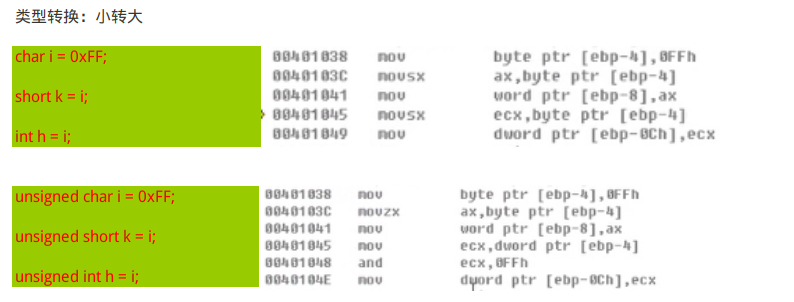 类型转换：小转大
char i = 0xFF;
short k = i;
int h = i;
00401038 mov byte ptr [ebp-4],0FFh
0040103C movsx ax,byte ptr [ebp-4]
00401041 mov word ptr [ebp-8],ax
00401045 movsx ecx,byte ptr [ebp-4]
00401049 mov dword ptr [ebp-0Ch],ecx
unsigned char i = 0xFF;
unsigned short k = i;
unsigned int h = i;
00401038 mov byte ptr [ebp-4],0FFh
0040103C movzx ax,byte ptr [ebp-4]
00401041 mov word ptr [ebp-8],ax
00401045 mov ecx,dword ptr [ebp-4]
00401048 and ecx,0FFh
0040104E mov dword ptr [ebp-0Ch],ecx